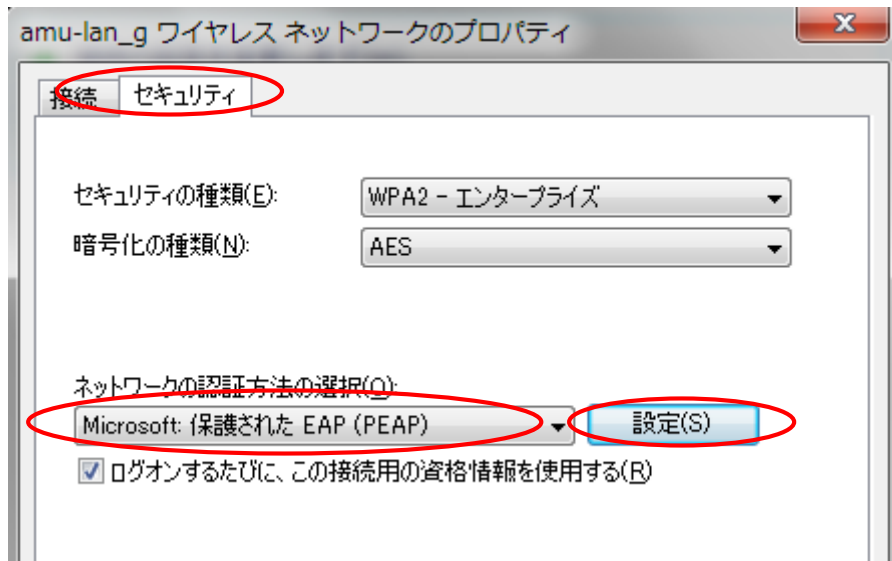 amu-lan_g ワイヤレス ネットワークのプロパティ
接続 セキュリティ
セキュリティの種類(E): WPA2 - エンタープライズ
暗号化の種類(N): AES
ネットワークの認証方法の選択(O):
Microsoft: 保護された EAP (PEAP) 設定(S)
ログオンするたびに、この接続用の資格情報を使用する(R)